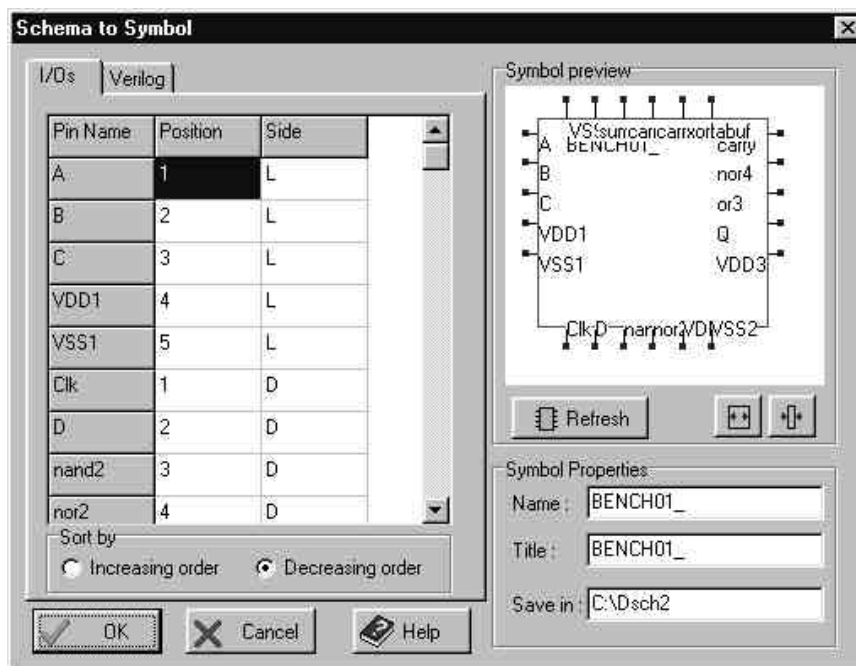 Schema to Symbol
I/Os Verilog
Pin Name Position Side
A 1 L
B 2 L
C 3 L
VDD1 4 L
VSS1 5 L
Clk 1 D
D 2 D
nand2 3 D
nor2 4 D
Sort by
Increasing order Decreasing order
OK Cancel Help
Symbol preview
BENCH01_
A carry
B nor4
C or3
VDD1 Q
VSS1 VDD3
Clk D VSS2
Refresh
Symbol Properties
Name : BENCH01_
Title : BENCH01_
Save in : C:\Dsch2